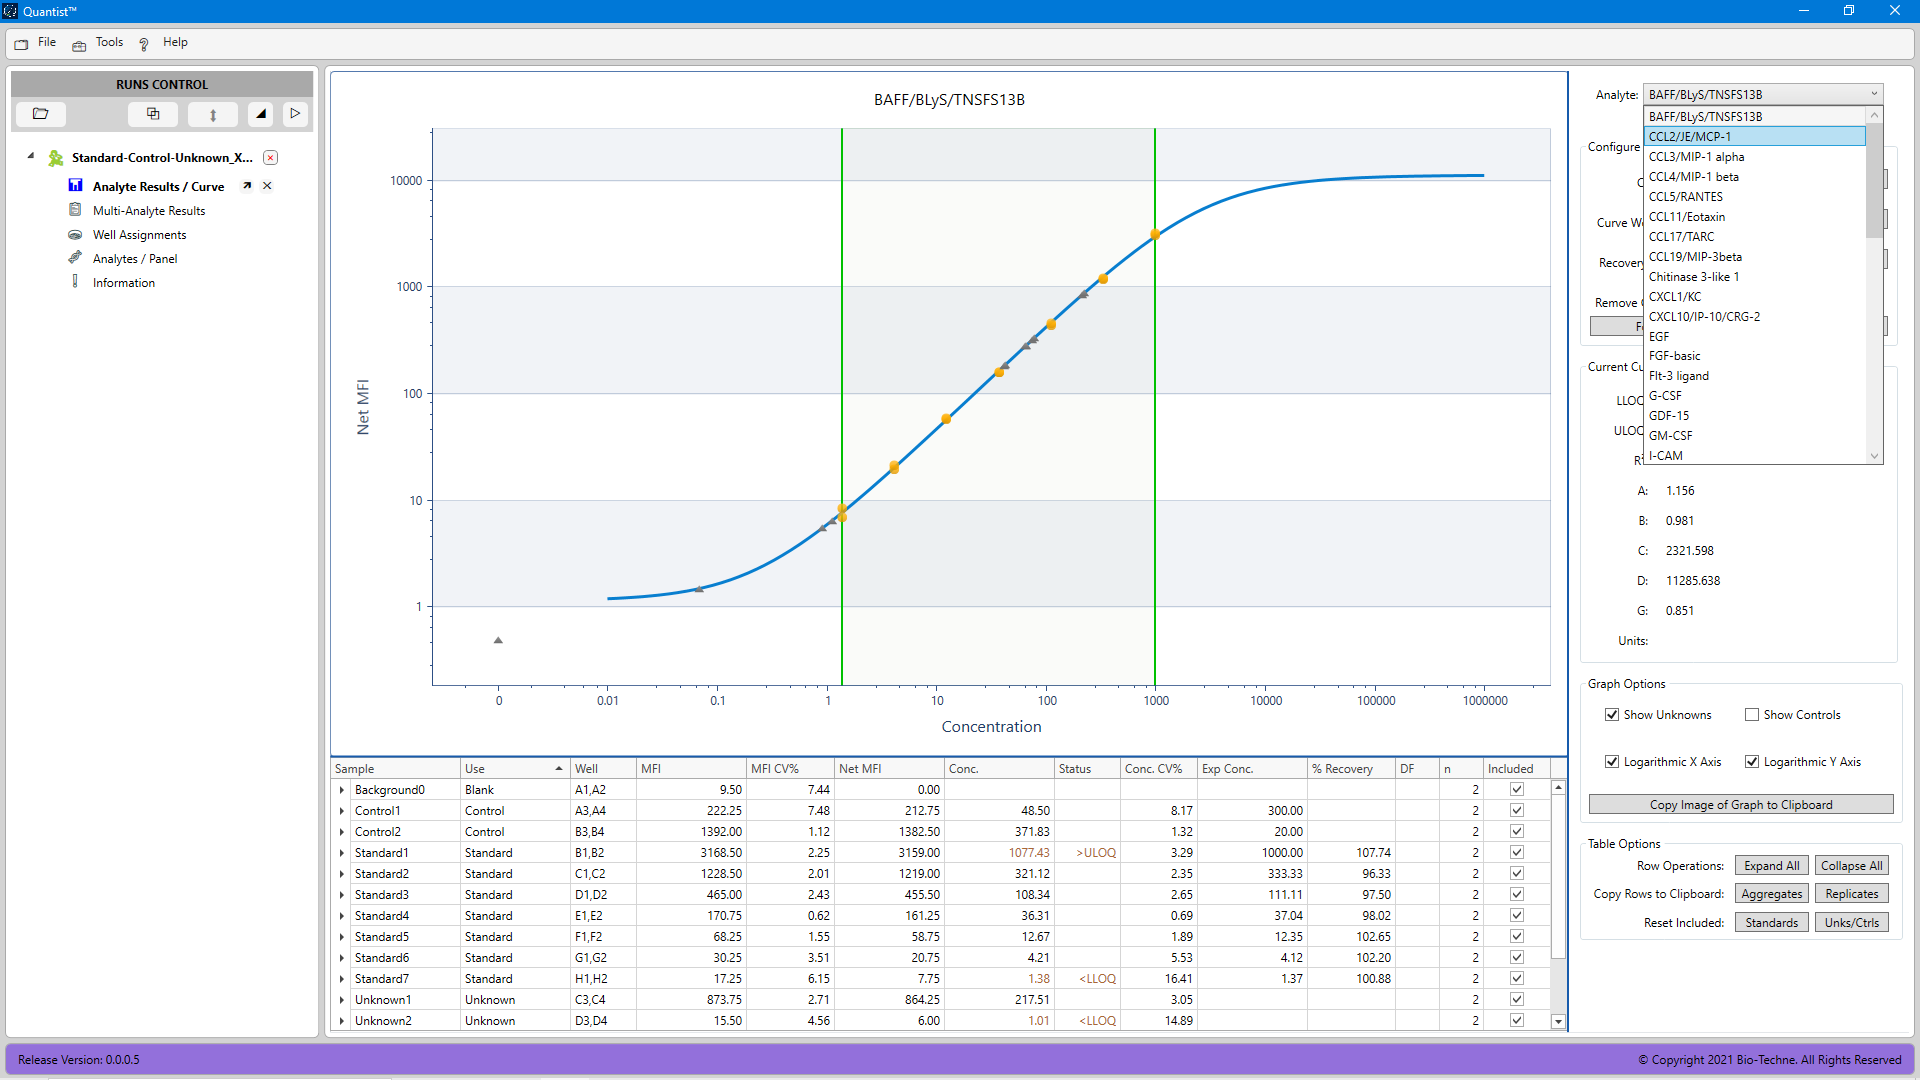 Quantist™
File Tools Help
RUNS CONTROL
Standard-Control-Unknown_X...
Analyte Results / Curve
Multi-Analyte Results
Well Assignments
Analytes / Panel
Information
BAFF/BLyS/TNSFS13B
Net MFI
10000
1000
100
10
1
0 0.01 0.1 1 10 100 1000 10000 100000 1000000
Concentration
Sample Use Well MFI MFI CV% Net MFI Conc. Status Conc. CV% Exp Conc. % Recovery DF n Included
Background0 Blank A1,A2 9.50 7.44 0.00 2
Control1 Control A3,A4 222.25 7.48 212.75 48.50 8.17 300.00 2
Control2 Control B3,B4 1392.00 1.12 1382.50 371.83 1.32 20.00 2
Standard1 Standard B1,B2 3168.50 2.25 3159.00 1077.43 >ULOQ 3.29 1000.00 107.74 2
Standard2 Standard C1,C2 1228.50 2.01 1219.00 321.12 2.35 333.33 96.33 2
Standard3 Standard D1,D2 465.00 2.43 455.50 108.34 2.65 111.11 97.50 2
Standard4 Standard E1,E2 170.75 0.62 161.25 36.31 0.69 37.04 98.02 2
Standard5 Standard F1,F2 68.25 1.55 58.75 12.67 1.89 12.35 102.65 2
Standard6 Standard G1,G2 30.25 3.51 20.75 4.21 5.53 4.12 102.20 2
Standard7 Standard H1,H2 17.25 6.15 7.75 1.38 <LLOQ 16.41 1.37 100.88 2
Unknown1 Unknown C3,C4 873.75 2.71 864.25 217.51 3.05 2
Unknown2 Unknown D3,D4 15.50 4.56 6.00 1.01 <LLOQ 14.89 2
Analyte: BAFF/BLyS/TNSFS13B
BAFF/BLyS/TNSFS13B
CCL2/JE/MCP-1
CCL3/MIP-1 alpha
CCL4/MIP-1 beta
CCL5/RANTES
CCL11/Eotaxin
CCL17/TARC
CCL19/MIP-3beta
Chitinase 3-like 1
CXCL1/KC
CXCL10/IP-10/CRG-2
EGF
FGF-basic
Flt-3 ligand
G-CSF
GDF-15
GM-CSF
I-CAM
Configure
Curve
Recovery
Remove
Current
A: 1.156
B: 0.981
C: 2321.598
D: 11285.638
G: 0.851
Units:
Graph Options
Show Unknowns Show Controls
Logarithmic X Axis Logarithmic Y Axis
Copy Image of Graph to Clipboard
Table Options
Row Operations: Expand All Collapse All
Copy Rows to Clipboard: Aggregates Replicates
Reset Included: Standards Unks/Ctrls
Release Version: 0.0.0.5
© Copyright 2021 Bio-Techne. All Rights Reserved